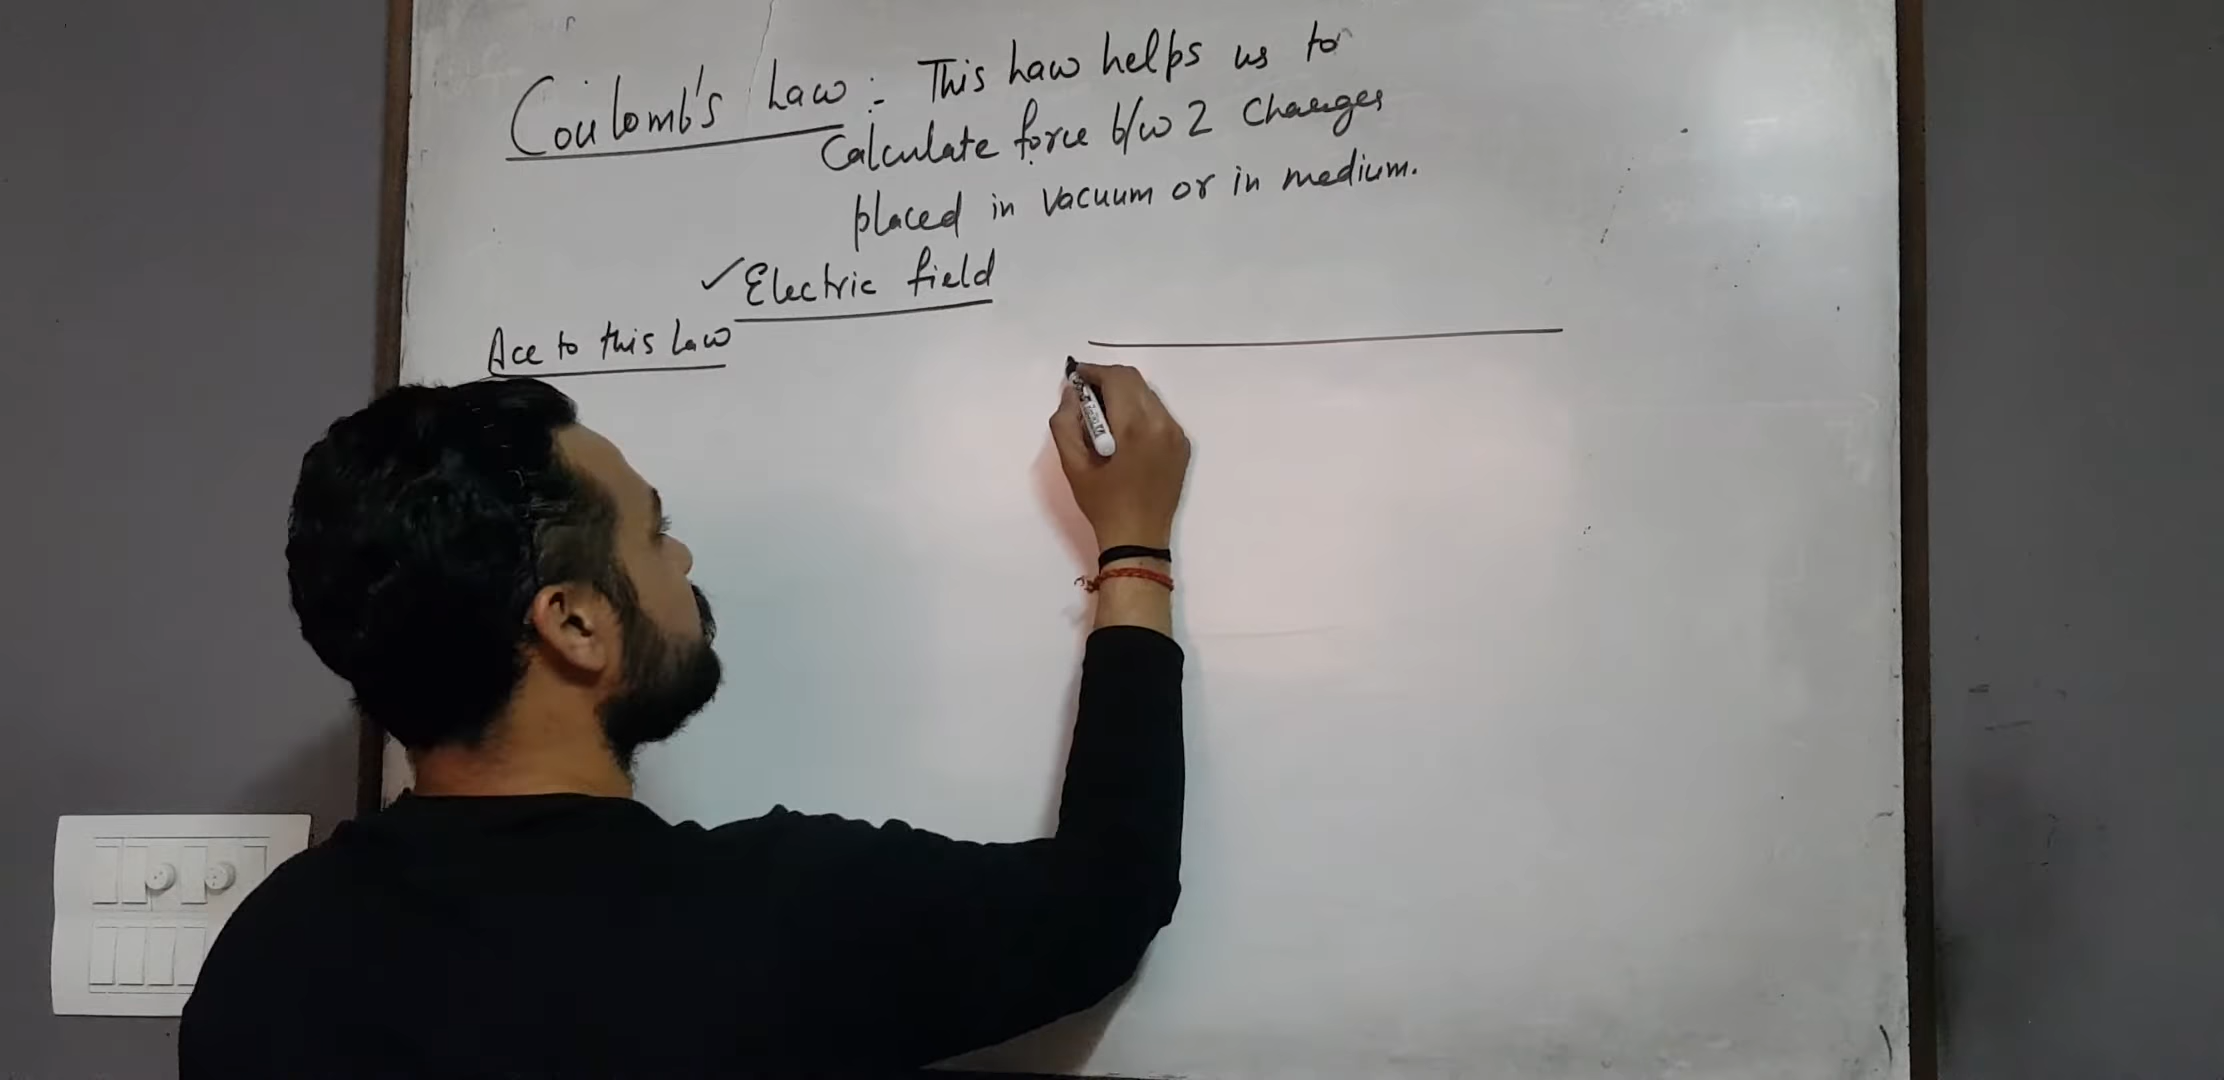 Coulomb's Law :- This Law helps us to
Calculate force b/w 2 Charges
placed in Vacuum or in medium.
✓ Electric field
Acc to this Law